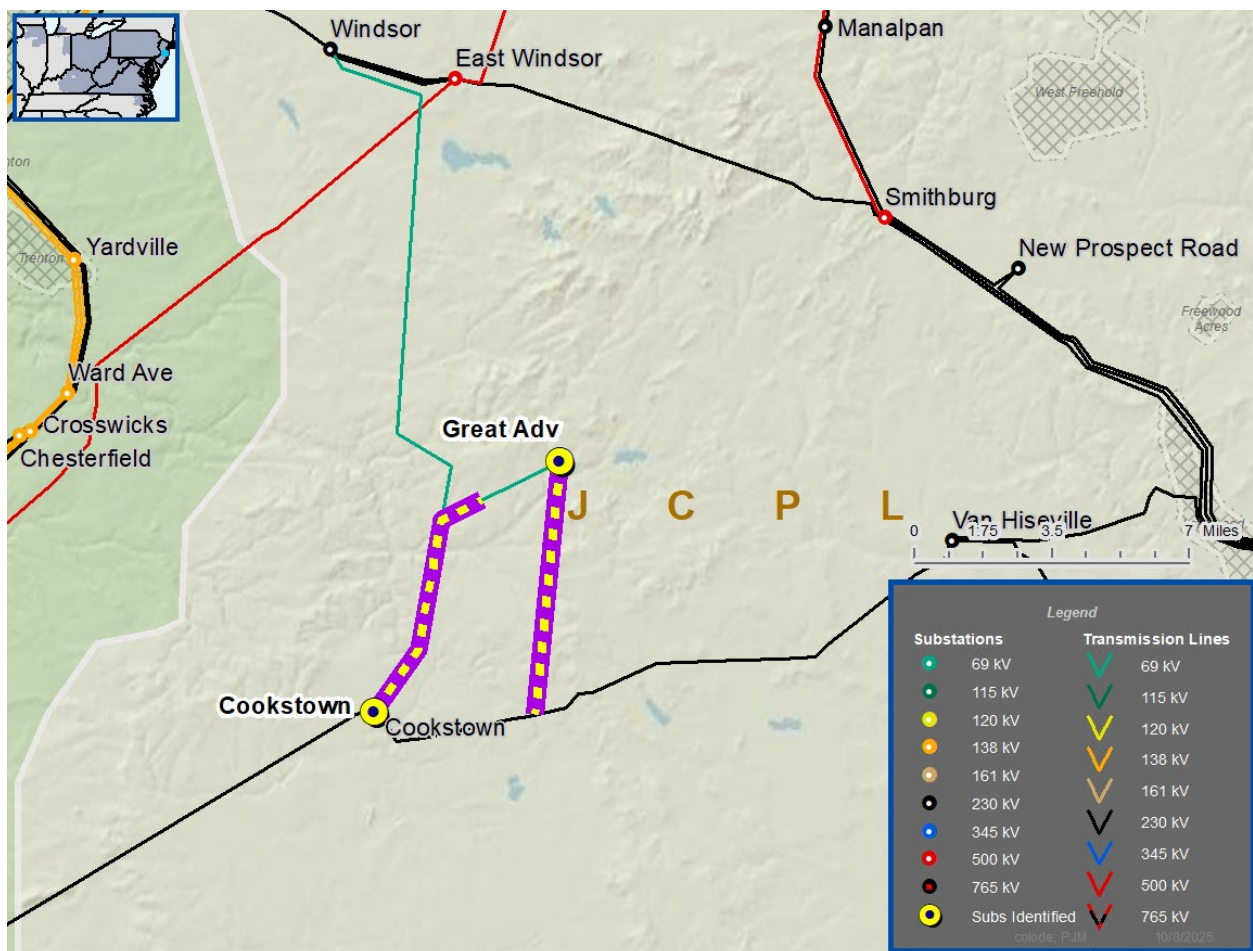 Windsor
East Windsor
Manalpan
West Freehold
nton
Smithburg
Yardville
Trenton
New Prospect Road
Freewood
Acres
Ward Ave
Crosswicks
Chesterfield
Great Adv
J C P L
Van Hiseville
0 1.75 3.5 7 Miles
Cookstown
Cookstown
Legend
Substations Transmission Lines
69 kV 69 kV
115 kV 115 kV
120 kV 120 kV
138 kV 138 kV
161 kV 161 kV
230 kV 230 kV
345 kV 345 kV
500 kV 500 kV
765 kV 765 kV
Subs Identified
colode, PJM 10/8/2025